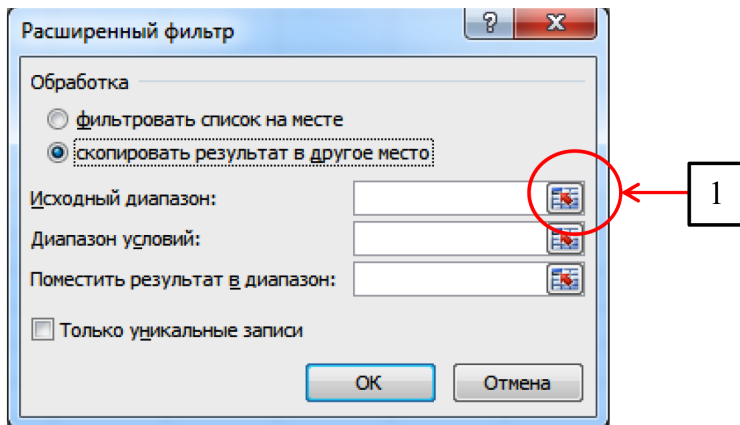 Расширенный фильтр
? X
Обработка
фильтровать список на месте
скопировать результат в другое место
Исходный диапазон:
1
Диапазон условий:
Поместить результат в диапазон:
Только уникальные записи
ОК
Отмена